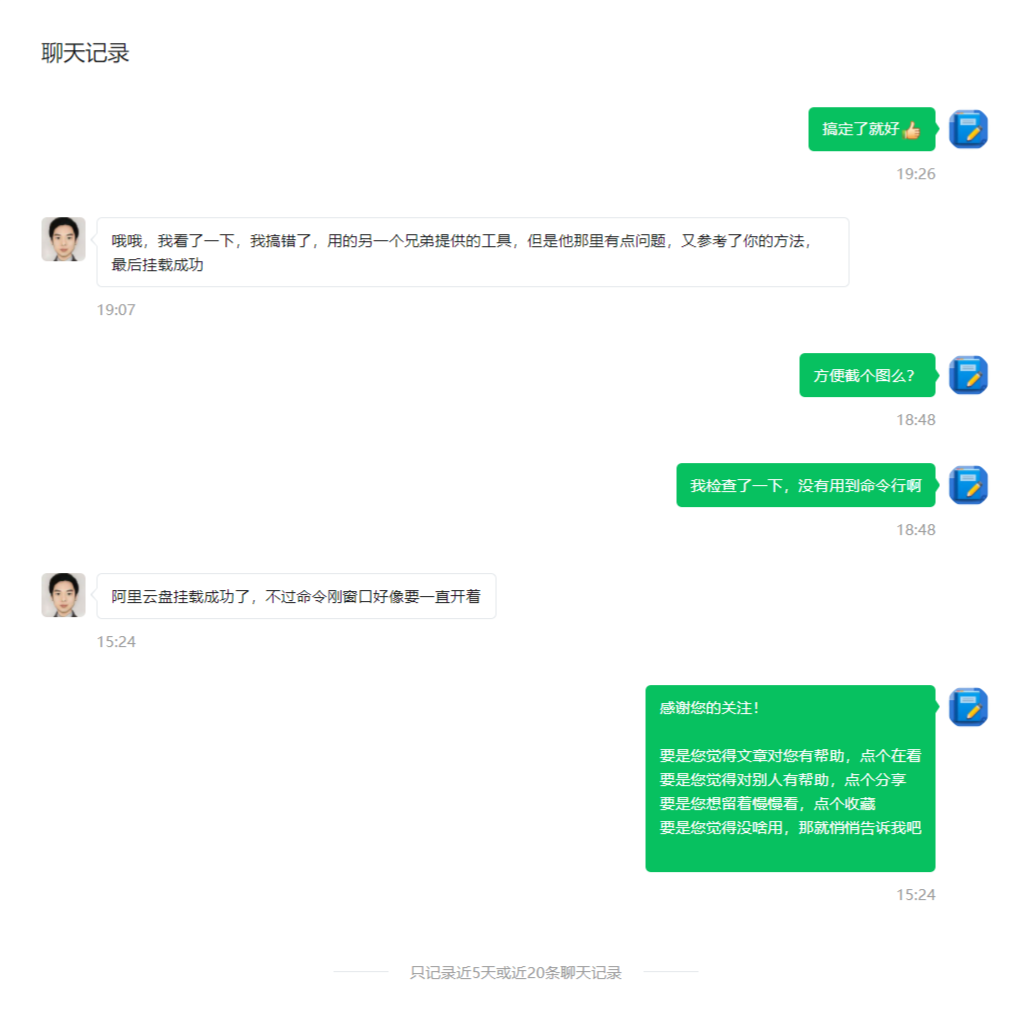 聊天记录
搞定了就好👍
19:26
哦哦，我看了一下，我搞错了，用的另一个兄弟提供的工具，但是他那里有点问题，又参考了你的方法，
最后挂载成功
19:07
方便截个图么？
18:48
我检查了一下，没有用到命令行啊
18:48
阿里云盘挂载成功了，不过命令刚窗口好像要一直开着
15:24
感谢您的关注！
要是您觉得文章对您有帮助，点个在看
要是您觉得对别人有帮助，点个分享
要是您想留着慢慢看，点个收藏
要是您觉得没啥用，那就悄悄告诉我吧
15:24
只记录近5天或近20条聊天记录